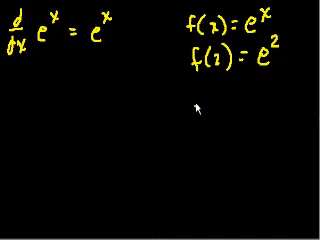 d/dx e^x = e^x
f(x) = e^x
f(2) = e^2